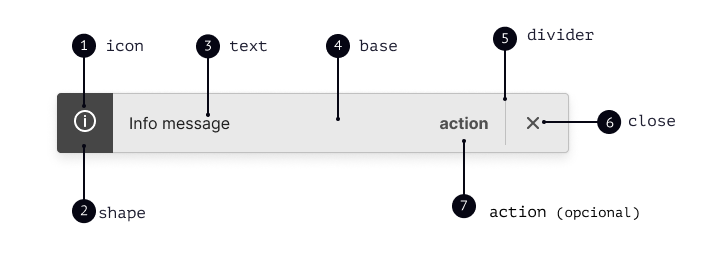 1 icon
3 text
4 base
5 divider
Info message
action
6 close
2 shape
7 action (opcional)